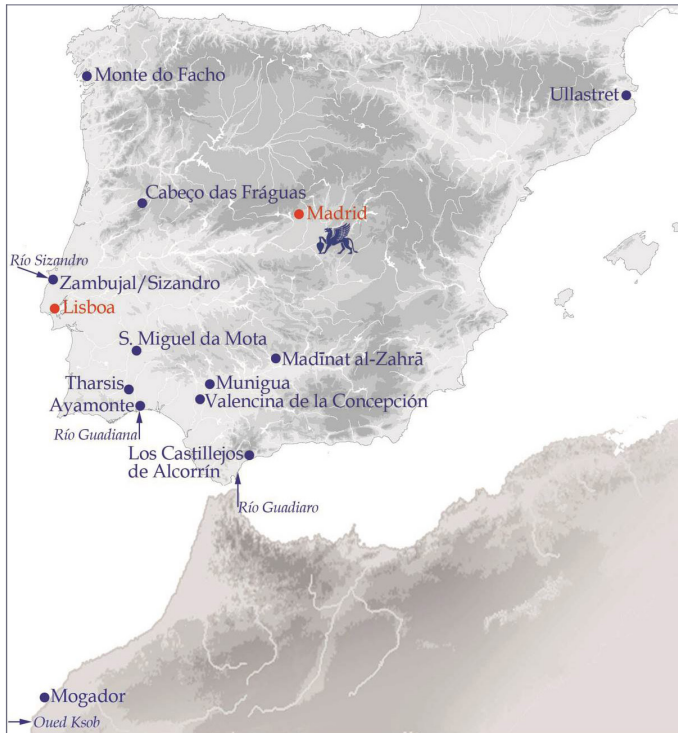 Monte do Facho
Ullastret
Cabeço das Fráguas
Madrid
Río Sizandro
Zambujal/Sizandro
Lisboa
S. Miguel da Mota
Madīnat al-Zahrā
Tharsis
Munigua
Ayamonte
Valencina de la Concepción
Río Guadiana
Los Castillejos
de Alcorrín
Río Guadiaro
Mogador
Oued Ksob